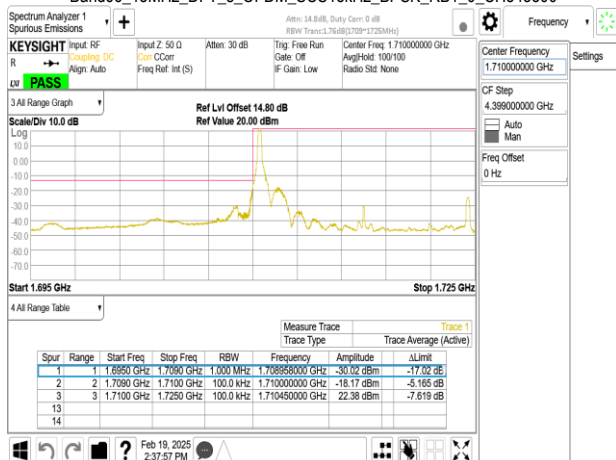 Spectrum Analyzer 1
Spurious Emissions
Attn: 14.8dB, Duty Corr: 0 dB
RBW Trans:1.76dB(1709~1725MHz)
Frequency
Settings
KEYSIGHT
Input: RF
Input Z: 50 Ω
Atten: 30 dB
Trig: Free Run
Center Freq: 1.710000000 GHz
R
Coupling: DC
Corr CCorr
Gate: Off
Avg|Hold: 100/100
Align: Auto
Freq Ref: Int (S)
IF Gain: Low
Radio Std: None
LXI
PASS
Center Frequency
1.710000000 GHz
CF Step
4.399000000 GHz
Auto
Man
Freq Offset
0 Hz
3 All Range Graph
Ref Lvl Offset 14.80 dB
Scale/Div 10.0 dB
Ref Value 20.00 dBm
Log
10.0
0.00
-10.0
-20.0
-30.0
-40.0
-50.0
-60.0
-70.0
Start 1.695 GHz
Stop 1.725 GHz
4 All Range Table
Measure Trace Trace 1
Trace Type Trace Average (Active)
Spur Range Start Freq Stop Freq RBW Frequency Amplitude ΔLimit
1 1 1.6950 GHz 1.7090 GHz 1.000 MHz 1.708958000 GHz -30.02 dBm -17.02 dB
2 2 1.7090 GHz 1.7100 GHz 100.0 kHz 1.710000000 GHz -18.17 dBm -5.165 dB
3 3 1.7100 GHz 1.7250 GHz 100.0 kHz 1.710450000 GHz 22.38 dBm -7.619 dB
13
14
Feb 19, 2025
2:37:57 PM